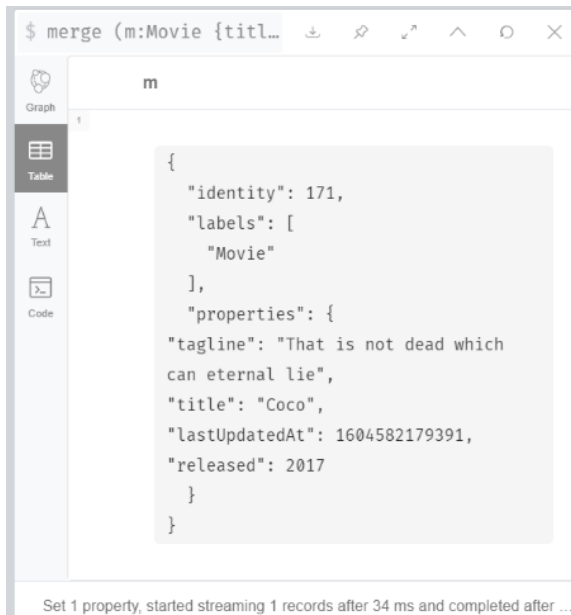 $ merge (m:Movie {titl…
Graph
m
1
Table
{
"identity": 171,
"labels": [
"Movie"
],
"properties": {
"tagline": "That is not dead which
can eternal lie",
"title": "Coco",
"lastUpdatedAt": 1604582179391,
"released": 2017
}
}
A
Text
Code
Set 1 property, started streaming 1 records after 34 ms and completed after ...